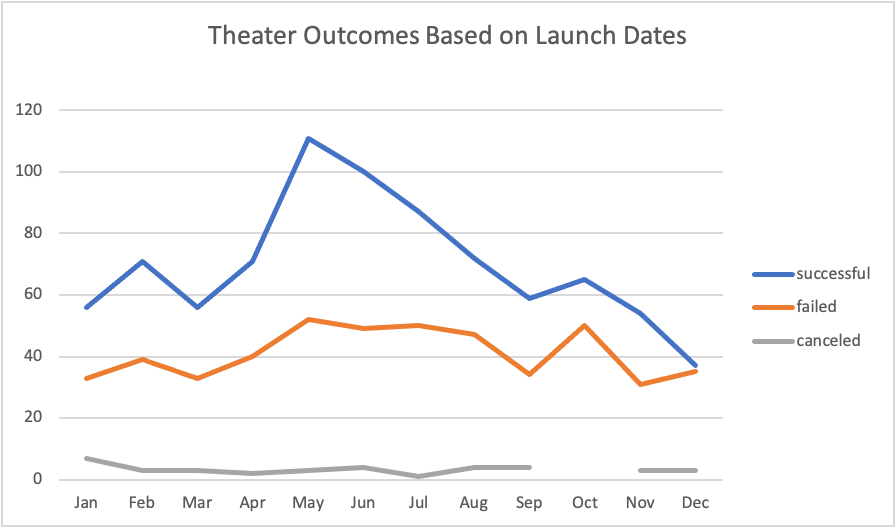 Theater Outcomes Based on Launch Dates
120
100
80
60
40
20
0
Jan Feb Mar Apr May Jun Jul Aug Sep Oct Nov Dec
successful
failed
canceled